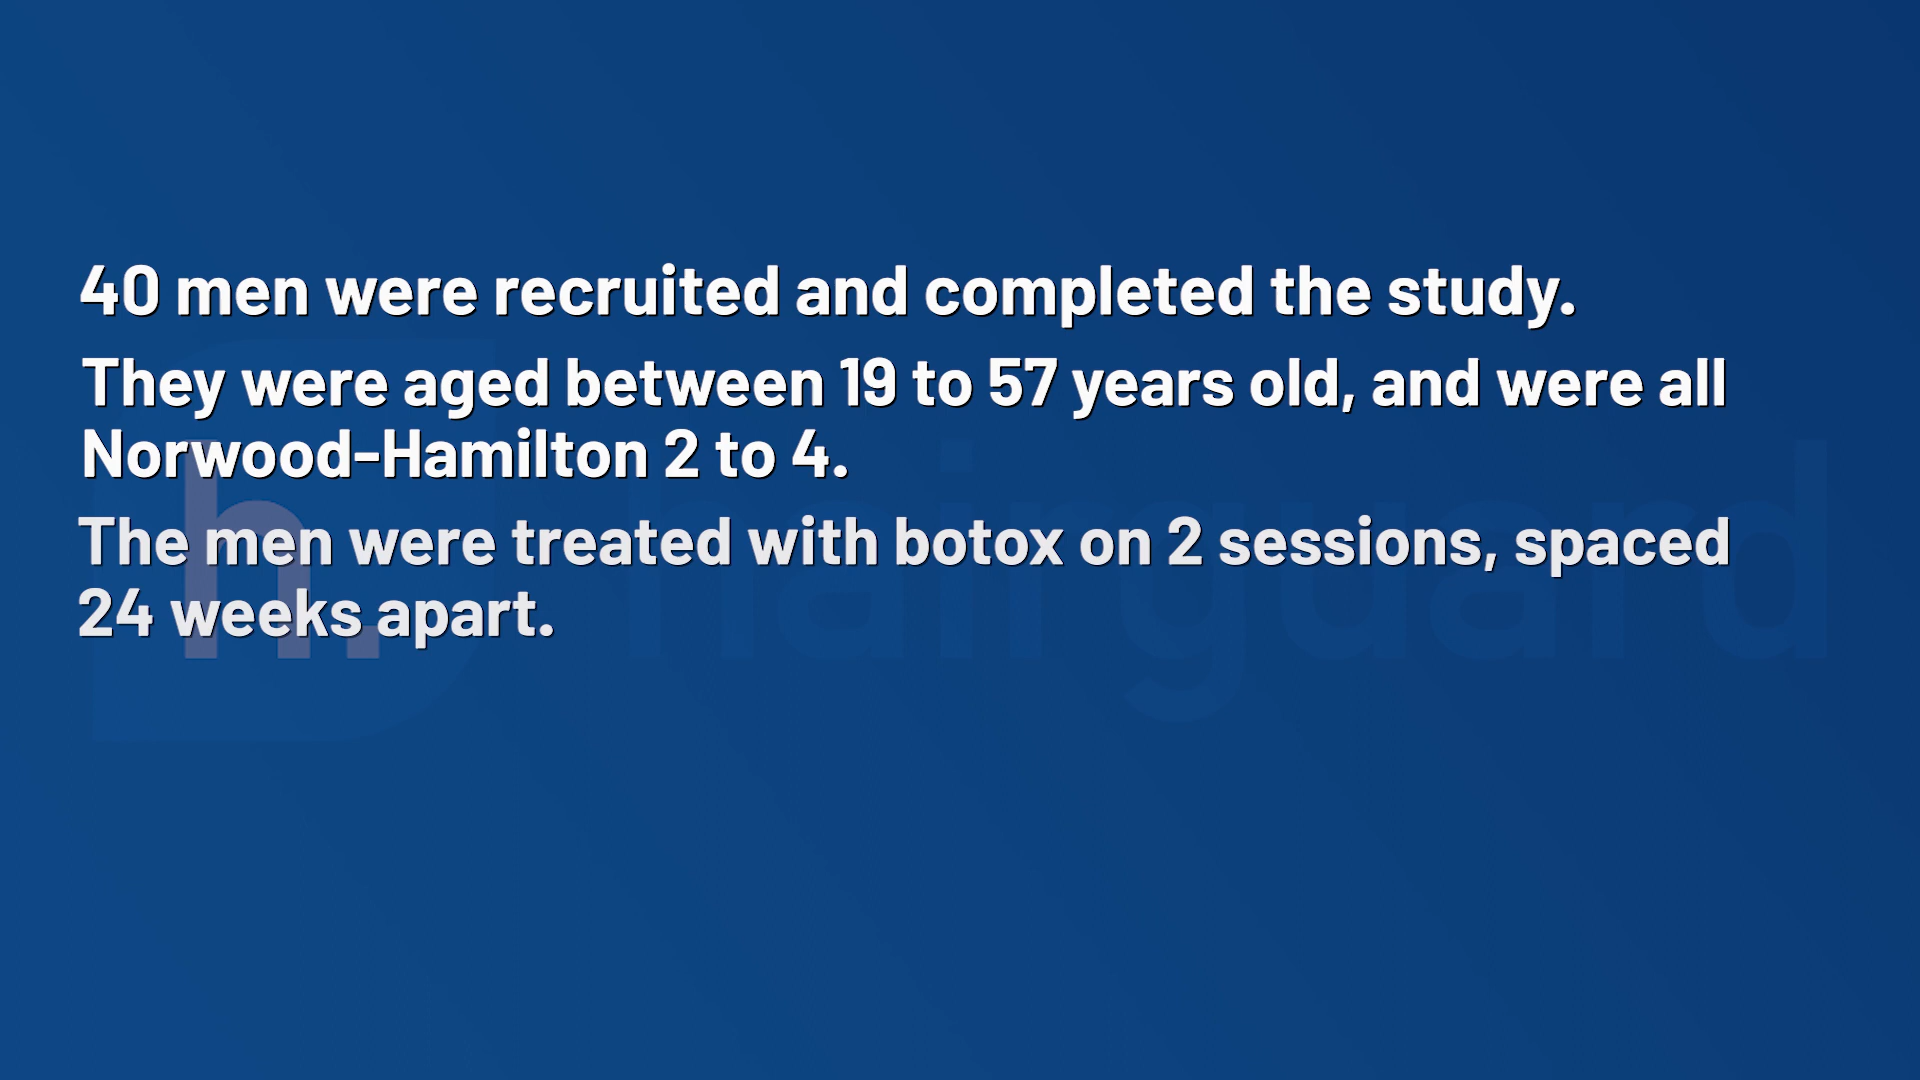 40 men were recruited and completed the study.
They were aged between 19 to 57 years old, and were all
Norwood-Hamilton 2 to 4.
The men were treated with botox on 2 sessions, spaced
24 weeks apart.
h. hairguard